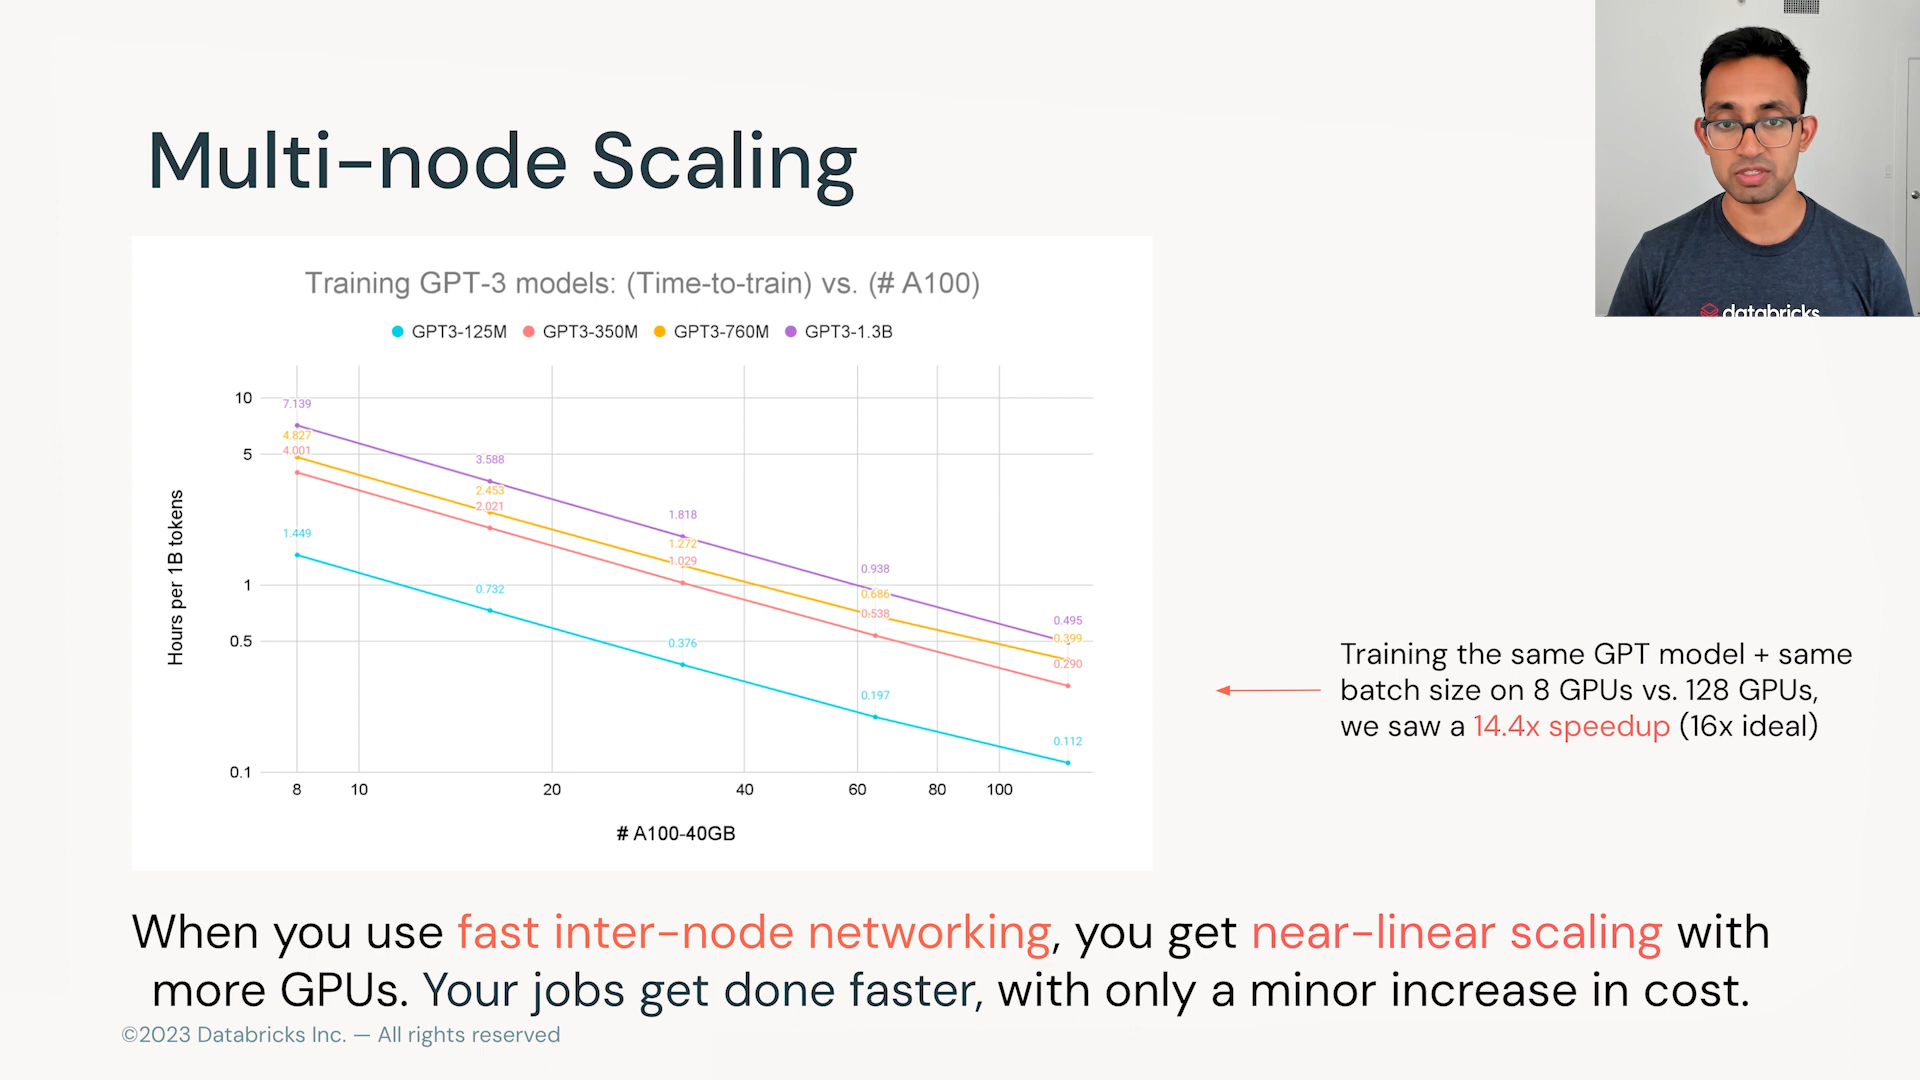 Multi-node Scaling
databricks
Training GPT-3 models: (Time-to-train) vs. (# A100)
GPT3-125M GPT3-350M GPT3-760M GPT3-1.3B
10
5
1
0.5
0.1
Hours per 1B tokens
7.139
4.827
4.001
1.449
3.588
2.453
2.021
0.732
1.818
1.272
1.029
0.376
0.938
0.686
0.538
0.197
0.495
0.399
0.290
0.112
8 10 20 40 60 80 100
# A100-40GB
Training the same GPT model + same
batch size on 8 GPUs vs. 128 GPUs,
we saw a 14.4x speedup (16x ideal)
When you use fast inter-node networking, you get near-linear scaling with
more GPUs. Your jobs get done faster, with only a minor increase in cost.
©2023 Databricks Inc. — All rights reserved